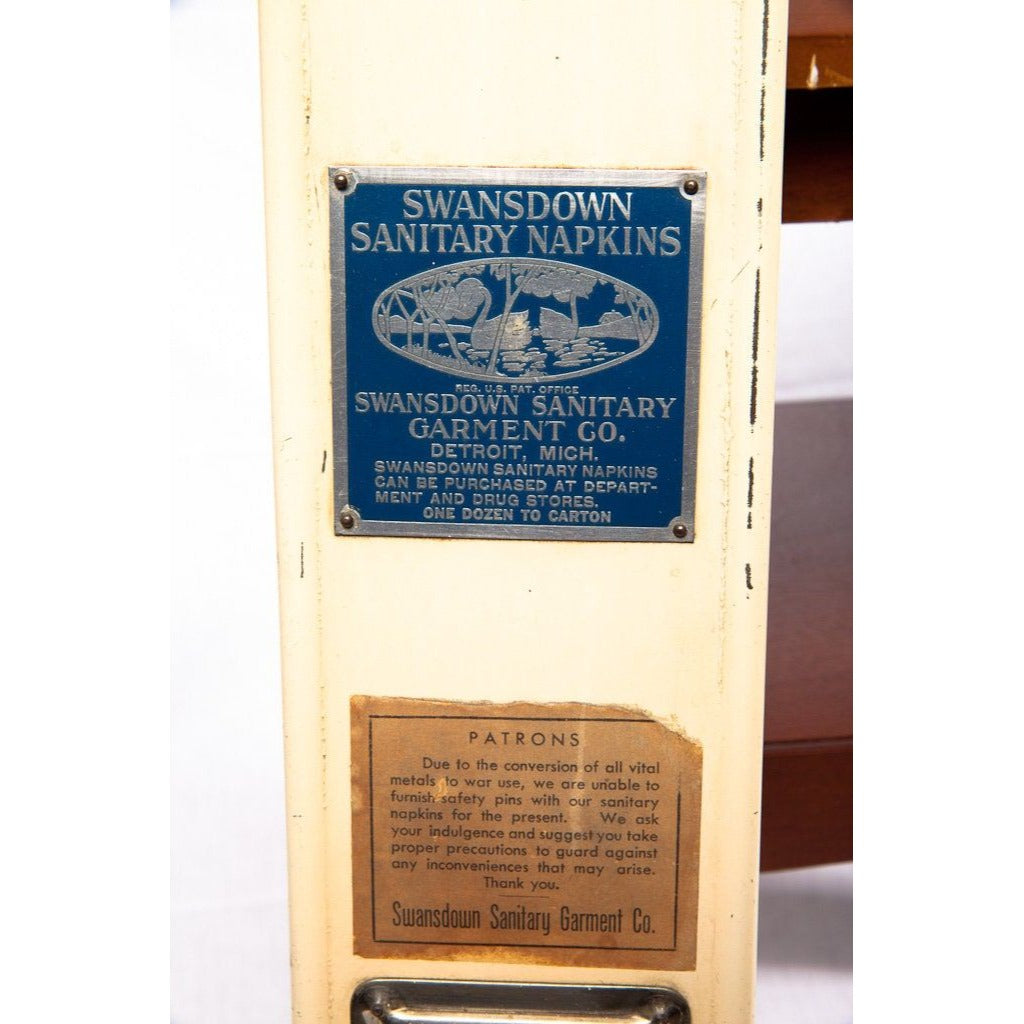 SWANSDOWN
SANITARY NAPKINS
REG. U.S. PAT. OFFICE
SWANSDOWN SANITARY
GARMENT CO.
DETROIT, MICH.
SWANSDOWN SANITARY NAPKINS
CAN BE PURCHASED AT DEPART-
MENT AND DRUG STORES.
ONE DOZEN TO CARTON
PATRONS
Due to the conversion of all vital
metals to war use, we are unable to
furnish safety pins with our sanitary
napkins for the present. We ask
your indulgence and suggest you take
proper precautions to guard against
any inconveniences that may arise.
Thank you.
Swansdown Sanitary Garment Co.